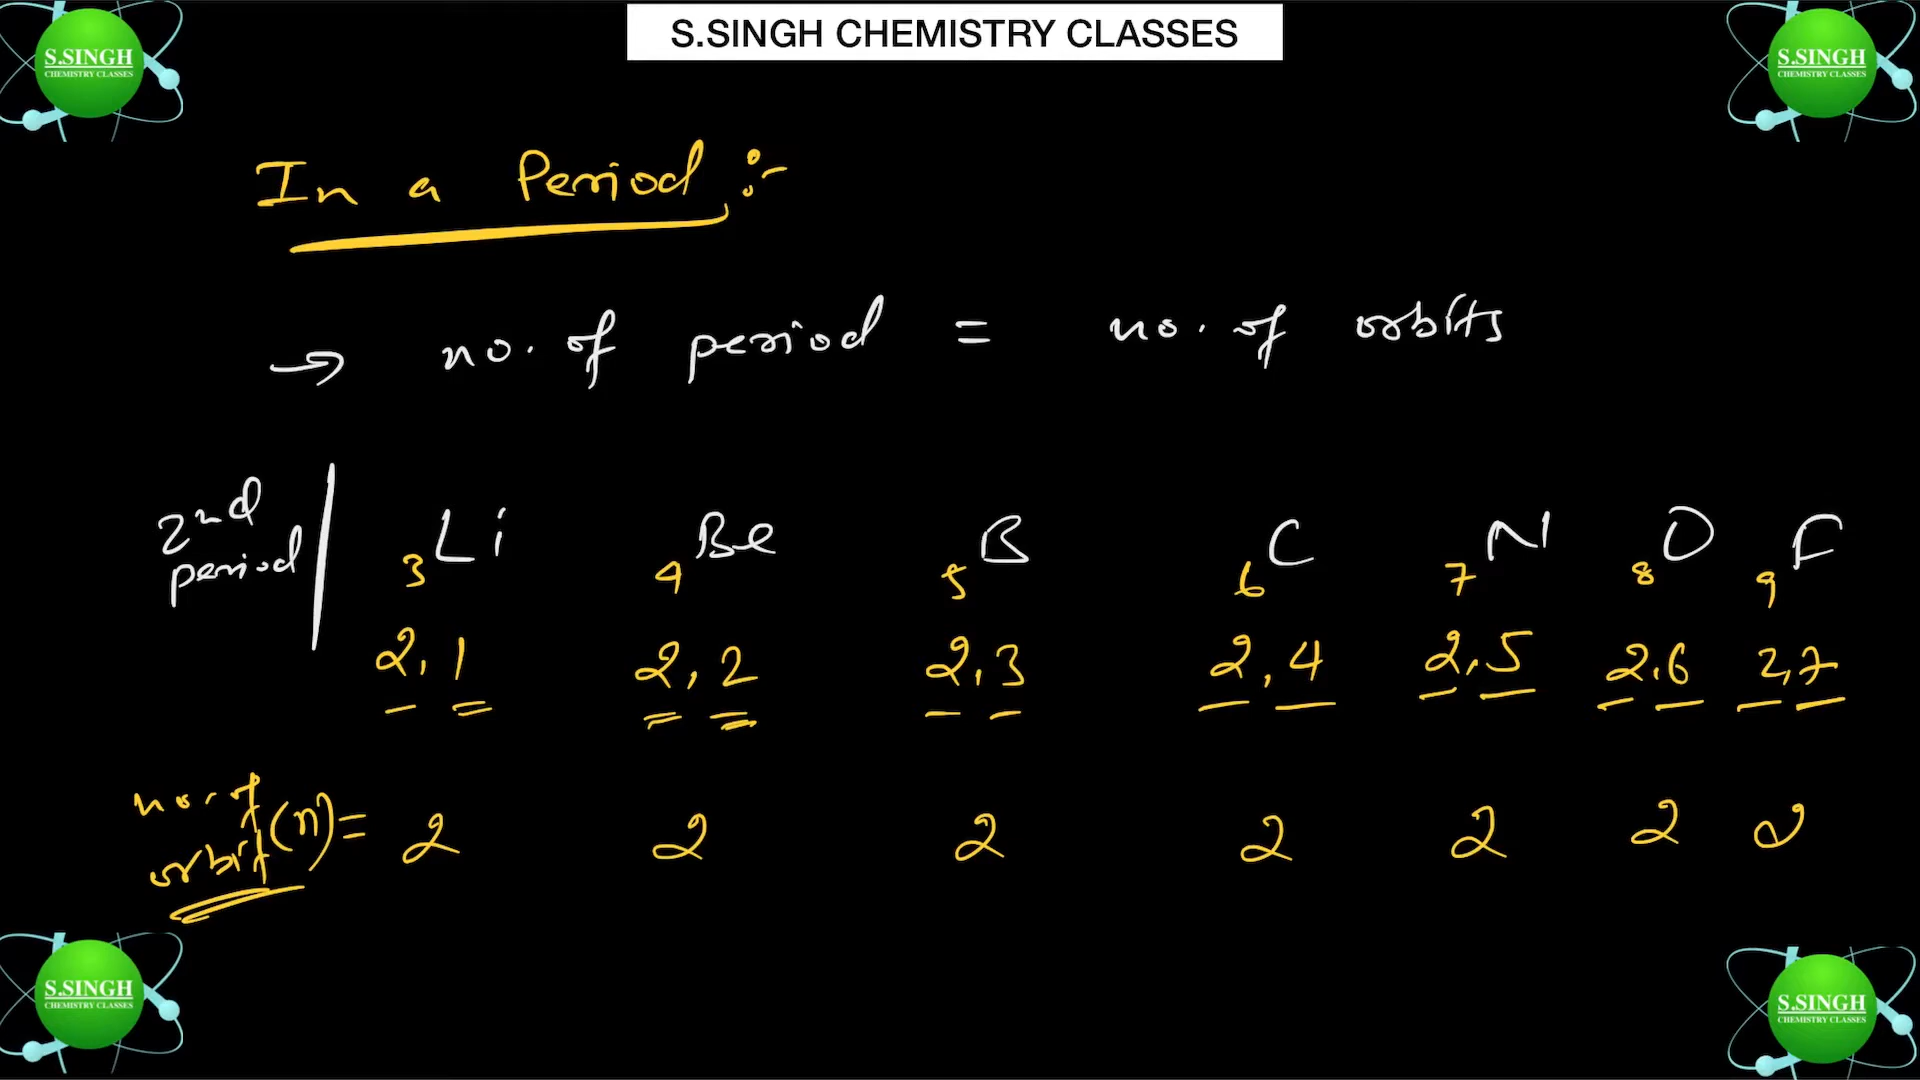 S.SINGH CHEMISTRY CLASSES
S.SINGH
CHEMISTRY CLASSES
S.SINGH
CHEMISTRY CLASSES
In a Period :-
→ no. of period = no. of orbits
2nd period | 3Li 4Be 5B 6C 7N 8O 9F
2,1 2,2 2,3 2,4 2,5 2,6 2,7
no. of orbit (n) = 2 2 2 2 2 2 2
S.SINGH
CHEMISTRY CLASSES
S.SINGH
CHEMISTRY CLASSES